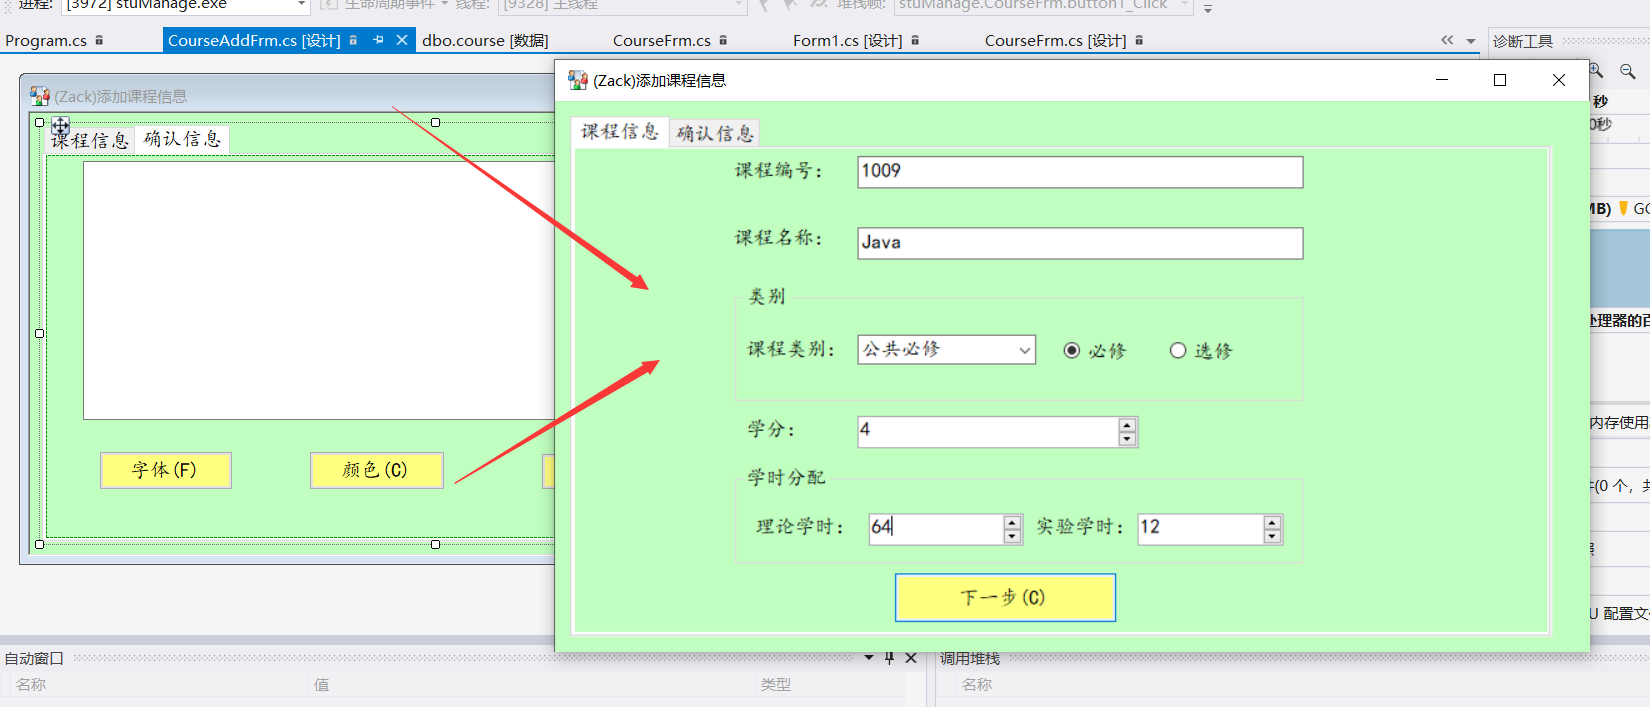 进程: [3972] stuManage.exe 生命周期事件 线程: [9328] 主线程 堆栈帧: stuManage.CourseFrm.button1_Click
Program.cs CourseAddFrm.cs [设计] dbo.course [数据] CourseFrm.cs Form1.cs [设计] CourseFrm.cs [设计] 诊断工具
(Zack)添加课程信息
课程信息 确认信息
字体(F) 颜色(C)
(Zack)添加课程信息
课程信息 确认信息
课程编号: 1009
课程名称: Java
类别
课程类别: 公共必修 必修 选修
学分: 4
学时分配
理论学时: 64 实验学时: 12
下一步(C)
秒
0秒
MB) GC
处理器的百
内存使用
件(0 个, 共
U 配置文
自动窗口 调用堆栈
名称 值 类型 名称